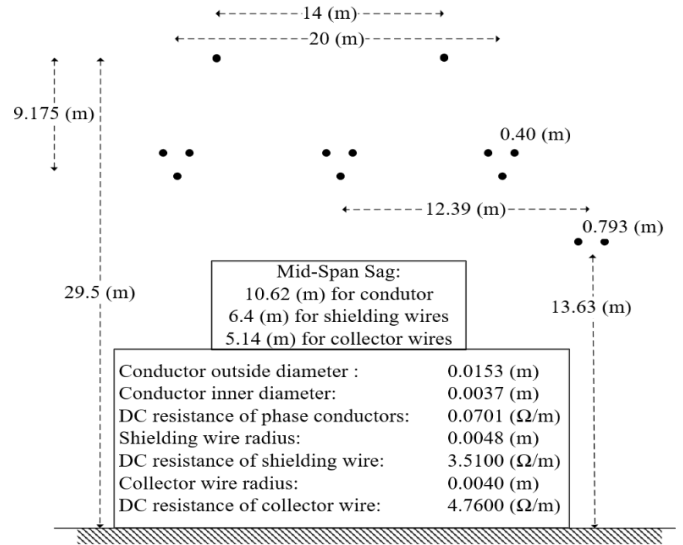 14 (m)
20 (m)
9.175 (m)
0.40 (m)
12.39 (m)
0.793 (m)
29.5 (m)
13.63 (m)
Mid-Span Sag:
10.62 (m) for condutor
6.4 (m) for shielding wires
5.14 (m) for collector wires
Conductor outside diameter : 0.0153 (m)
Conductor inner diameter: 0.0037 (m)
DC resistance of phase conductors: 0.0701 (Ω/m)
Shielding wire radius: 0.0048 (m)
DC resistance of shielding wire: 3.5100 (Ω/m)
Collector wire radius: 0.0040 (m)
DC resistance of collector wire: 4.7600 (Ω/m)